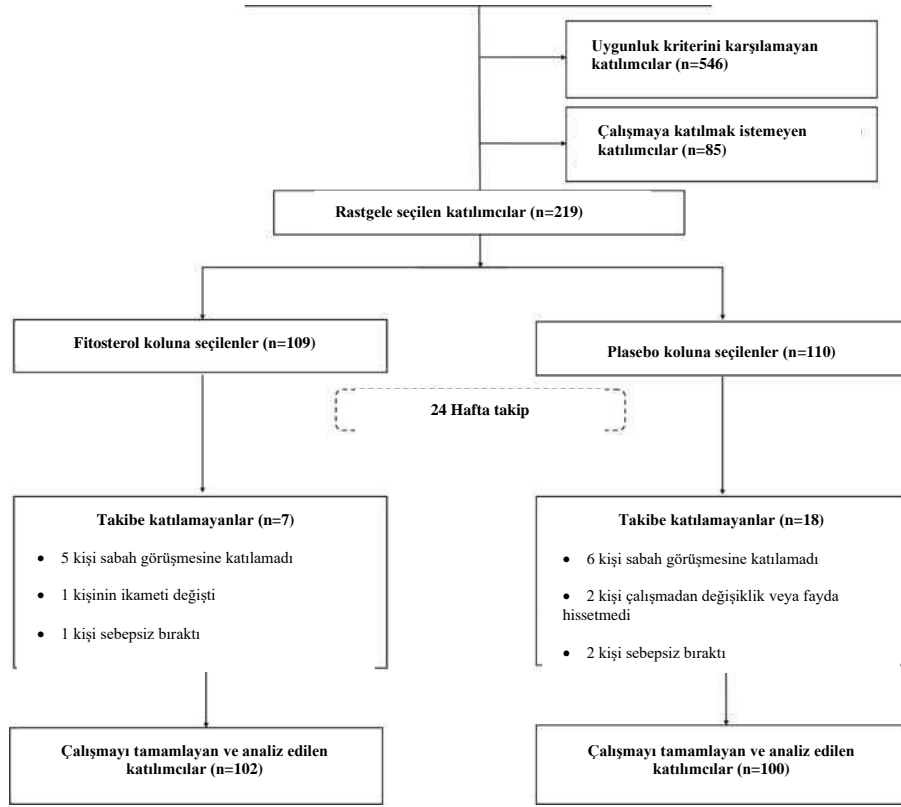 Uygunluk kriterini karşılamayan
katılımcılar (n=546)
Çalışmaya katılmak istemeyen
katılımcılar (n=85)
Rastgele seçilen katılımcılar (n=219)
Fitosterol koluna seçilenler (n=109)
Plasebo koluna seçilenler (n=110)
24 Hafta takip
Takibe katılamayanlar (n=7)
• 5 kişi sabah görüşmesine katılamadı
• 1 kişinin ikameti değişti
• 1 kişi sebepsiz bıraktı
Takibe katılamayanlar (n=18)
• 6 kişi sabah görüşmesine katılamadı
• 2 kişi çalışmadan değişiklik veya fayda
hissetmedi
• 2 kişi sebepsiz bıraktı
Çalışmayı tamamlayan ve analiz edilen
katılımcılar (n=102)
Çalışmayı tamamlayan ve analiz edilen
katılımcılar (n=100)